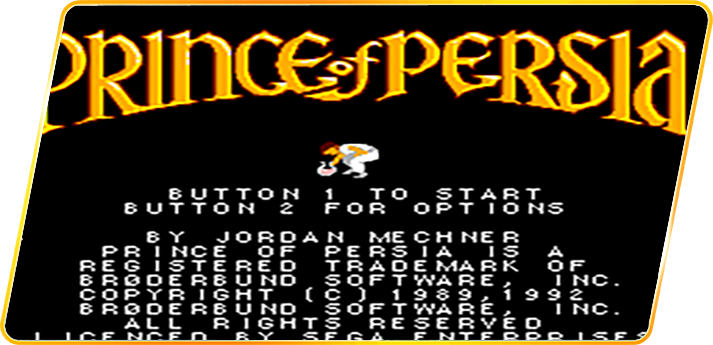 PRINCE of PERSIA
BUTTON 1 TO START
BUTTON 2 FOR OPTIONS
BY JORDAN MECHNER
PRINCE OF PERSIA IS A
REGISTERED TRADEMARK OF
BRØDERBUND SOFTWARE, INC.
COPYRIGHT (C) 1989,1992
BRØDERBUND SOFTWARE, INC.
ALL RIGHTS RESERVED
LICENCED BY SEGA ENTERPRISES